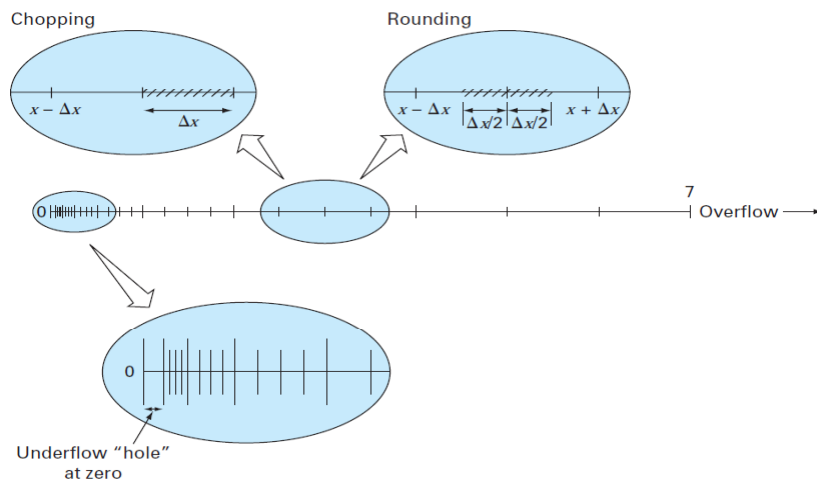 Chopping
Rounding
x − Δx
Δx
x − Δx
Δx/2
Δx/2
x + Δx
0
7
Overflow
0
Underflow “hole”
at zero